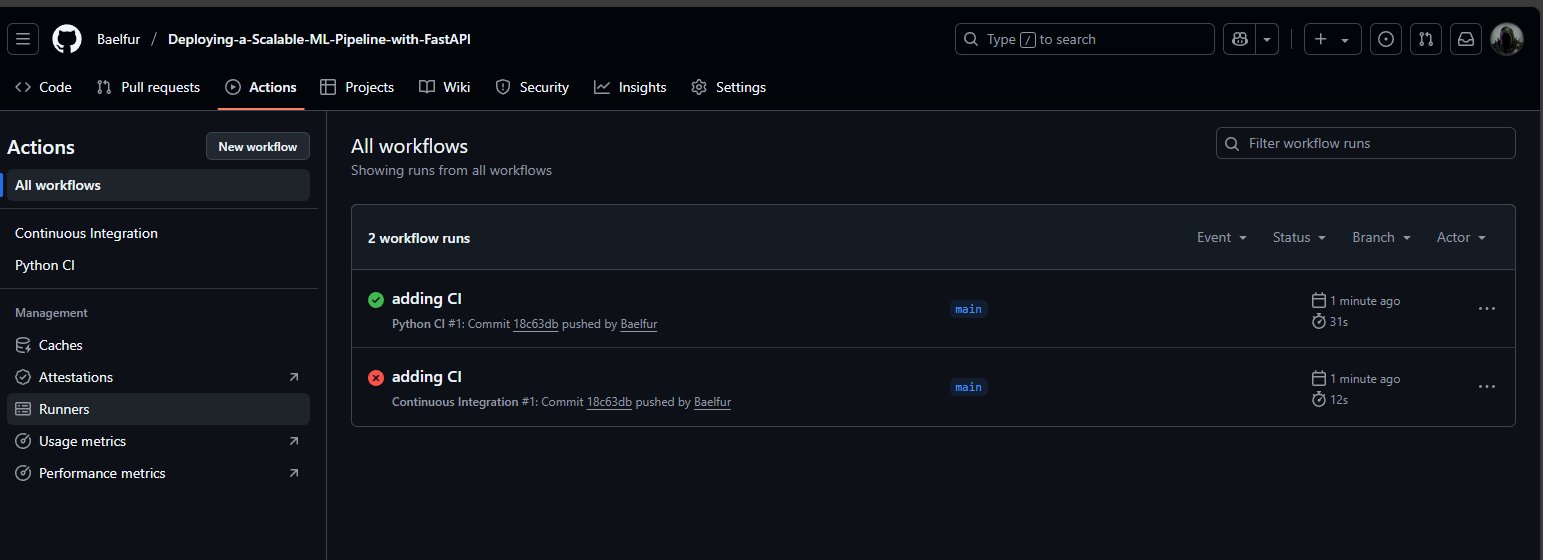 Baelfur / Deploying-a-Scalable-ML-Pipeline-with-FastAPI
Type / to search
Code
Pull requests
Actions
Projects
Wiki
Security
Insights
Settings
Actions
New workflow
All workflows
Continuous Integration
Python CI
Management
Caches
Attestations
Runners
Usage metrics
Performance metrics
All workflows
Showing runs from all workflows
Filter workflow runs
2 workflow runs
Event
Status
Branch
Actor
adding CI
Python CI #1: Commit 18c63db pushed by Baelfur
main
1 minute ago
31s
adding CI
Continuous Integration #1: Commit 18c63db pushed by Baelfur
main
1 minute ago
12s